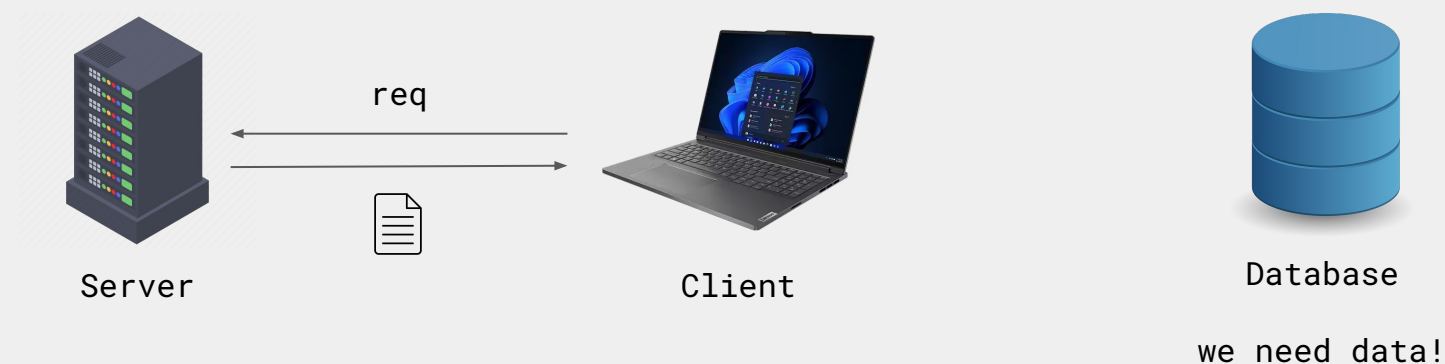 req
Server
Client
Database
we need data!